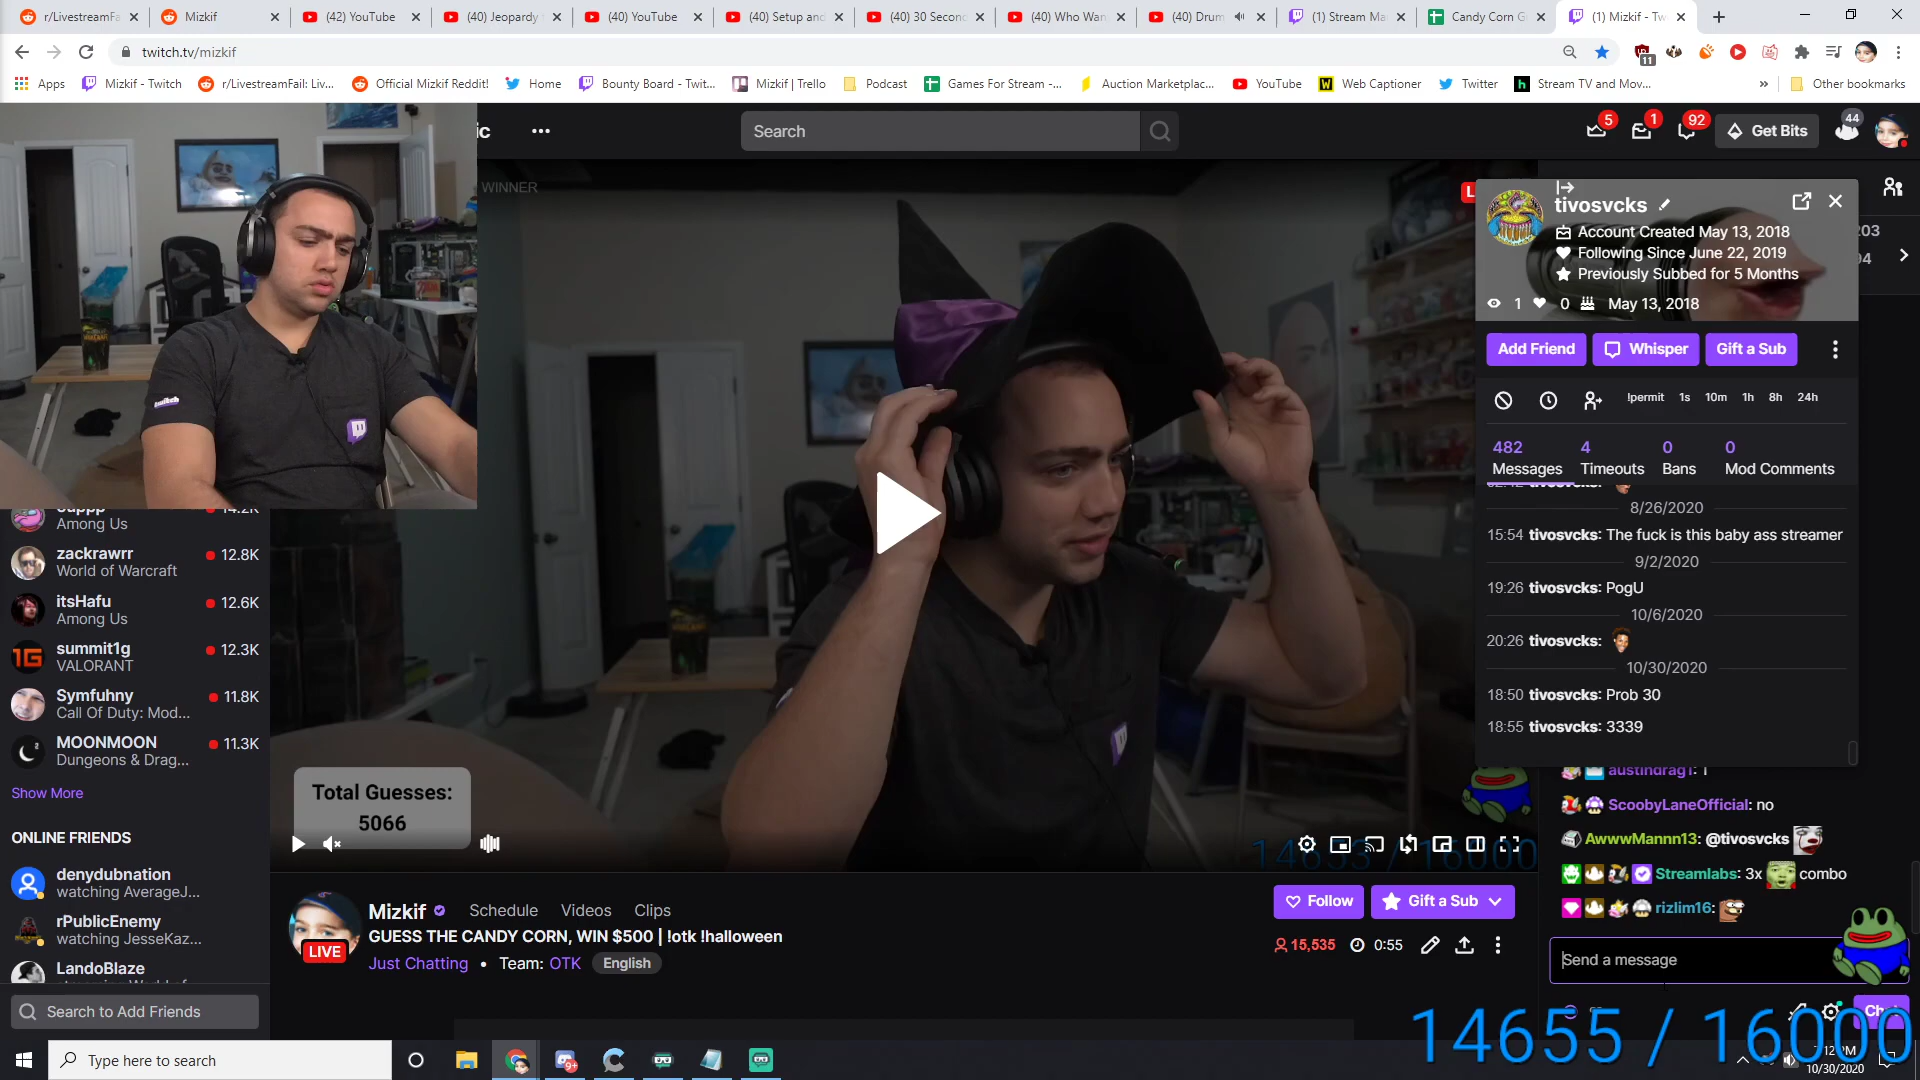 r/LivestreamFa
Mizkif
(42) YouTube
(40) Jeopardy
(40) YouTube
(40) Setup and
(40) 30 Second
(40) Who Wan
(40) Drum
(1) Stream Ma
Candy Corn G
(1) Mizkif - Tw
twitch.tv/mizkif
11
Apps
Mizkif - Twitch
r/LivestreamFail: Liv...
Official Mizkif Reddit!
Home
Bounty Board - Twit...
Mizkif | Trello
Podcast
Games For Stream -...
Auction Marketplac...
YouTube
Web Captioner
Twitter
Stream TV and Mov...
Other bookmarks
ic
Search
5
1
92
Get Bits
44
WINNER
tivosvcks
Account Created May 13, 2018
Following Since June 22, 2019
Previously Subbed for 5 Months
1
0
May 13, 2018
Add Friend
Whisper
Gift a Sub
!permit
1s
10m
1h
8h
24h
482
4
0
0
Messages
Timeouts
Bans
Mod Comments
8/26/2020
15:54 tivosvcks: The fuck is this baby ass streamer
9/2/2020
19:26 tivosvcks: PogU
10/6/2020
20:26 tivosvcks:
10/30/2020
18:50 tivosvcks: Prob 30
18:55 tivosvcks: 3339
austindrag1: 1
ScoobyLaneOfficial: no
AwwwMannn13: @tivosvcks
Streamlabs: 3x combo
rizlim16:
Send a message
Among Us
zackrawrr
12.8K
World of Warcraft
itsHafu
12.6K
Among Us
summit1g
12.3K
VALORANT
Symfuhny
11.8K
Call Of Duty: Mod...
MOONMOON
11.3K
Dungeons & Drag...
Show More
ONLINE FRIENDS
denydubnation
watching AverageJ...
rPublicEnemy
watching JesseKaz...
LandoBlaze
Search to Add Friends
Total Guesses:
5066
LIVE
Mizkif
Schedule
Videos
Clips
GUESS THE CANDY CORN, WIN $500 | !otk !halloween
Just Chatting • Team: OTK
English
Follow
Gift a Sub
15,535
0:55
14655 / 16000
Type here to search
10/30/2020